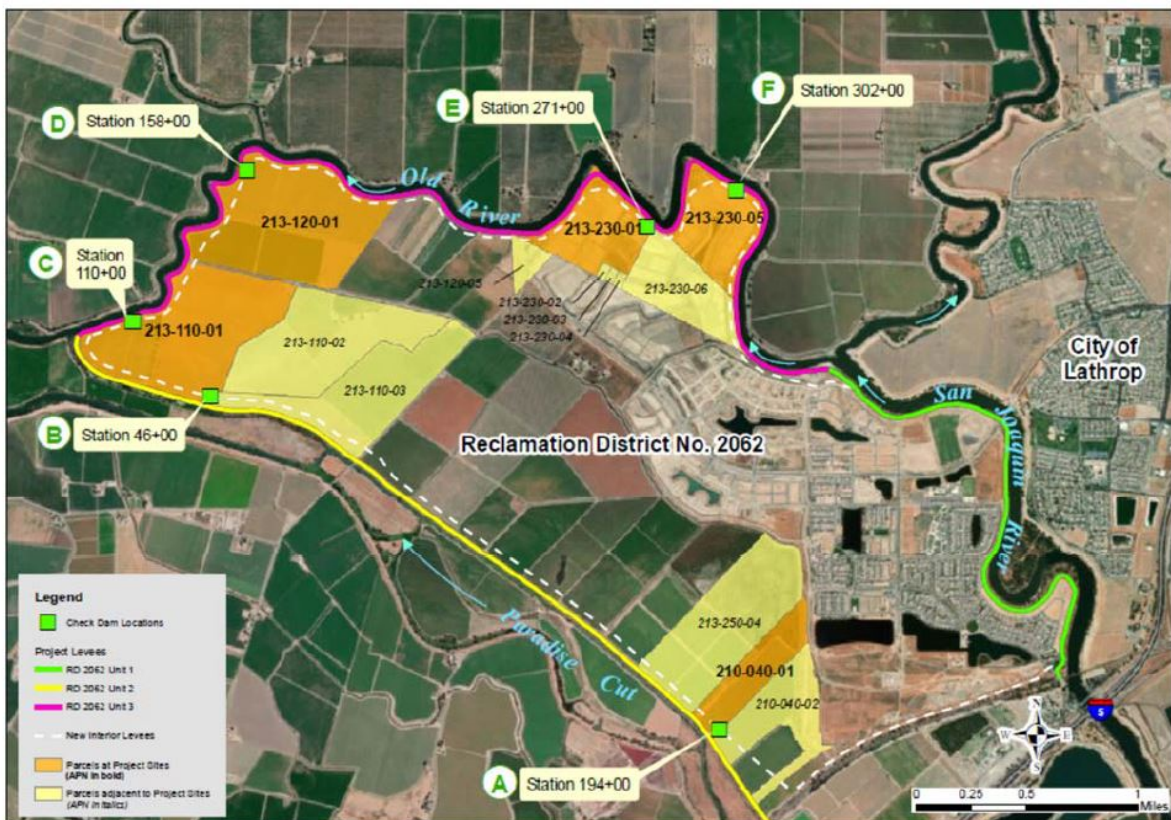 D
Station 158+00
E
Station 271+00
F
Station 302+00
Old
River
213-120-01
213-230-01
213-230-05
C
Station
110+00
213-120-05
213-230-02
213-230-03
213-230-04
213-230-06
213-110-01
213-110-02
213-110-03
City of
Lathrop
San
Joaquin
River
B
Station 46+00
Reclamation District No. 2062
Paradise
Cut
213-250-04
210-040-01
210-040-02
A
Station 194+00
5
N
W
E
S
0
0.25
0.5
1
Miles
Legend
Check Dam Locations
Project Levees
RD 2062 Unit 1
RD 2062 Unit 2
RD 2062 Unit 3
New Interior Levees
Parcels at Project Sites
(APN in bold)
Parcels adjacent to Project Sites
(APN in italics)